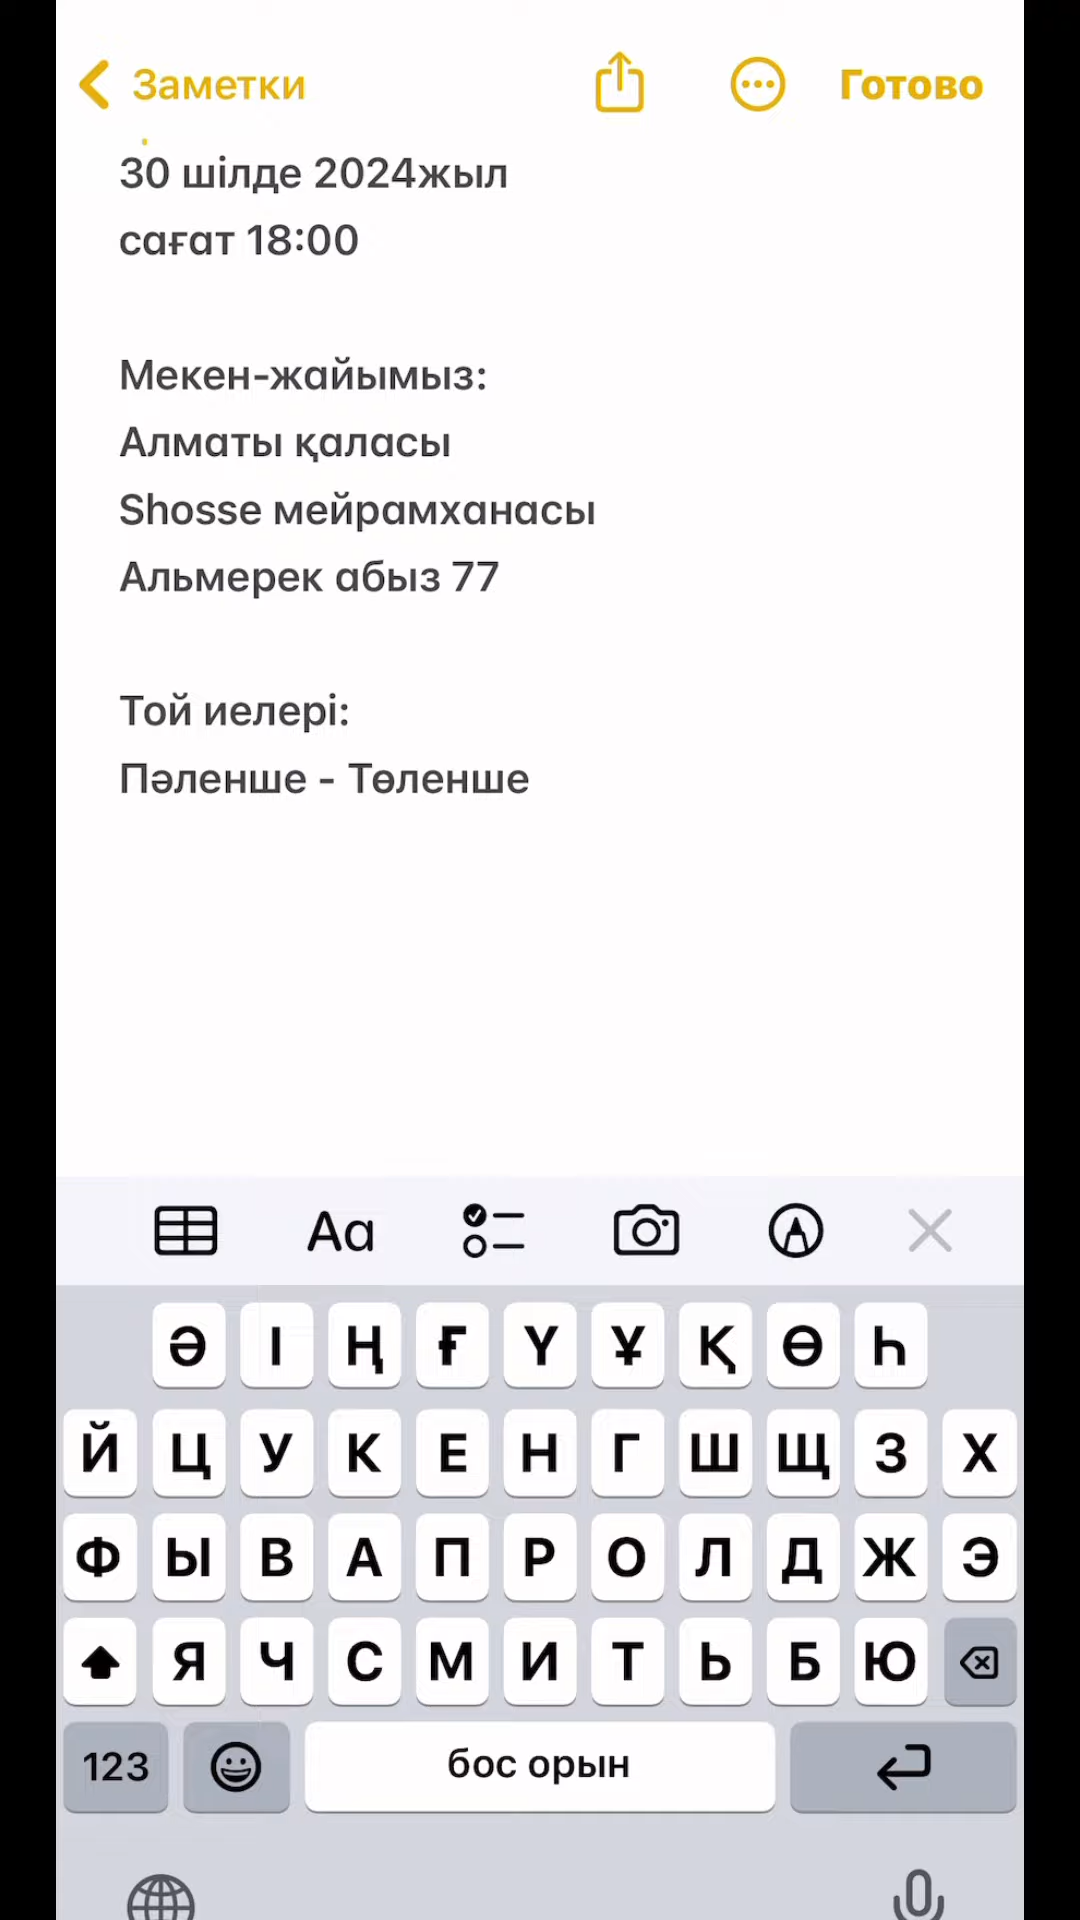 Заметки
Готово
30 шілде 2024жыл
сағат 18:00
Мекен-жайымыз:
Алматы қаласы
Shosse мейрамханасы
Альмерек абыз 77
Той иелері:
Пәленше - Төленше
Aa
Ә І Ң Ғ Ү Ұ Қ Ө Һ
Й Ц У К Е Н Г Ш Щ З Х
Ф Ы В А П Р О Л Д Ж Э
Я Ч С М И Т Ь Б Ю
123
бос орын